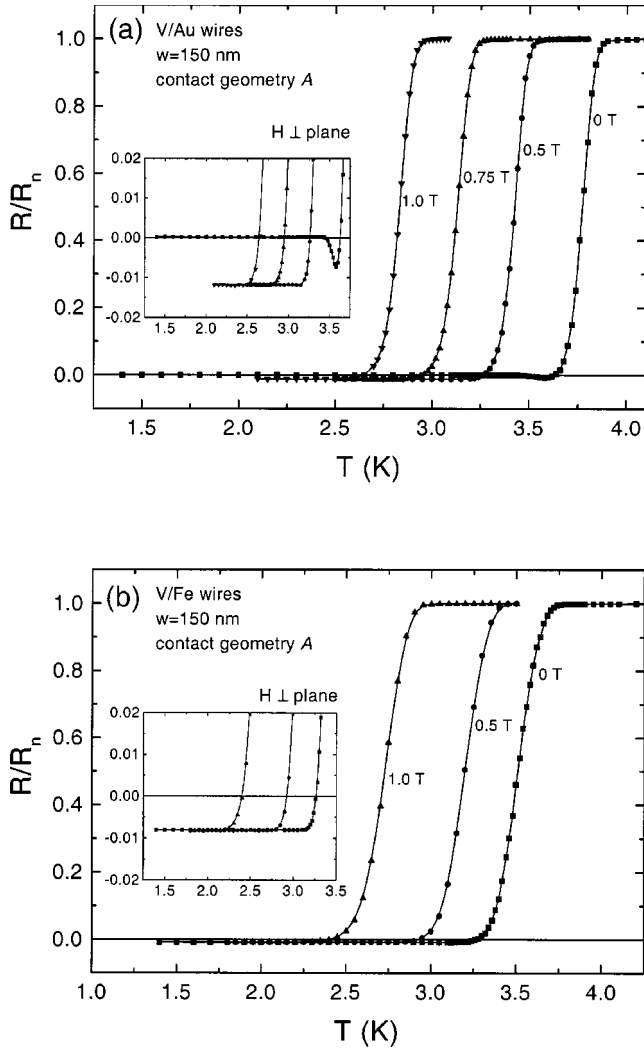 (a)
V/Au wires
w=150 nm
contact geometry A
H ⊥ plane
0.02
0.01
0.00
-0.01
-0.02
1.5 2.0 2.5 3.0 3.5
1.0 T
0.75 T
0.5 T
0 T
1.0
0.8
0.6
0.4
0.2
0.0
R/Rn
1.5 2.0 2.5 3.0 3.5 4.0
T (K)
(b)
V/Fe wires
w=150 nm
contact geometry A
H ⊥ plane
0.02
0.01
0.00
-0.01
-0.02
1.5 2.0 2.5 3.0 3.5
1.0 T
0.5 T
0 T
1.0
0.8
0.6
0.4
0.2
0.0
R/Rn
1.0 1.5 2.0 2.5 3.0 3.5 4.0
T (K)